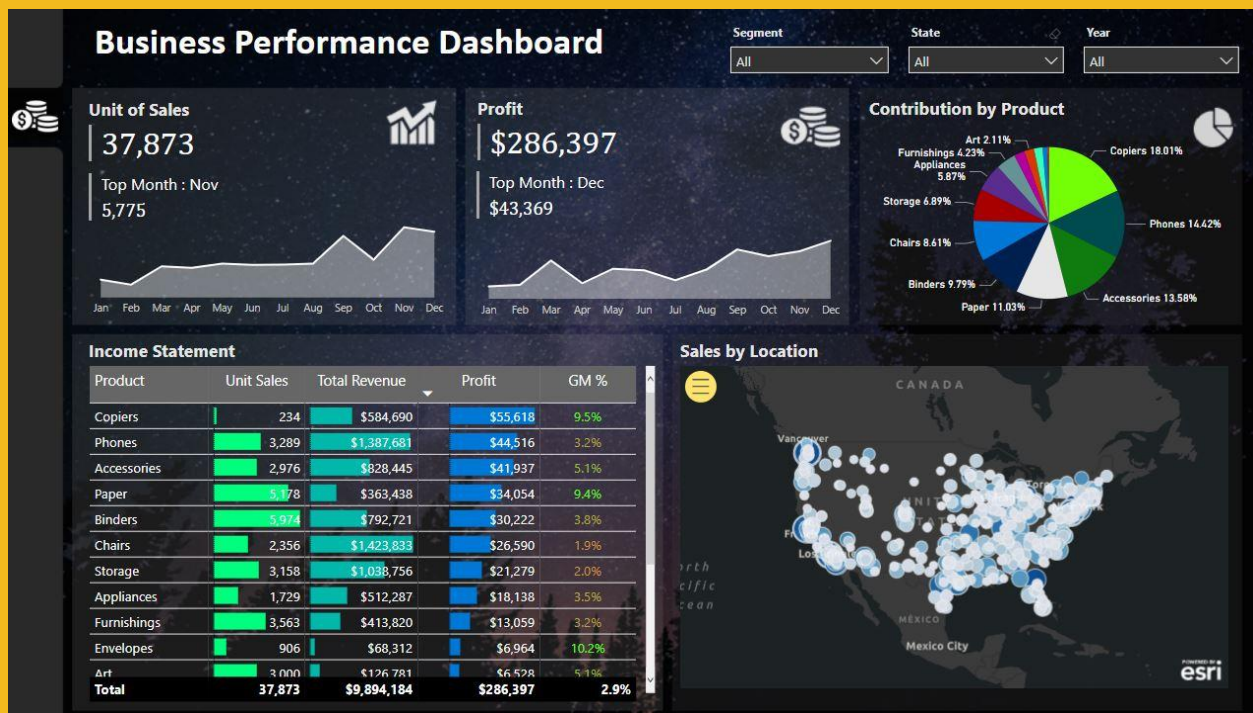 Business Performance Dashboard
Segment State Year
All All All
Unit of Sales
37,873
Top Month : Nov
5,775
Jan Feb Mar Apr May Jun Jul Aug Sep Oct Nov Dec
Profit
$286,397
Top Month : Dec
$43,369
Jan Feb Mar Apr May Jun Jul Aug Sep Oct Nov Dec
Contribution by Product
Art 2.11%
Copiers 18.01%
Furnishings 4.23%
Appliances
5.87%
Storage 6.89%
Phones 14.42%
Chairs 8.61%
Binders 9.79%
Accessories 13.58%
Paper 11.03%
Income Statement
Product Unit Sales Total Revenue Profit GM %
Copiers 234 $584,690 $55,618 9.5%
Phones 3,289 $1,387,681 $44,516 3.2%
Accessories 2,976 $828,445 $41,937 5.1%
Paper 5,178 $363,438 $34,054 9.4%
Binders 5,974 $792,721 $30,222 3.8%
Chairs 2,356 $1,423,833 $26,590 1.9%
Storage 3,158 $1,038,756 $21,279 2.0%
Appliances 1,729 $512,287 $18,138 3.5%
Furnishings 3,563 $413,820 $13,059 3.2%
Envelopes 906 $68,312 $6,964 10.2%
Art 3,000 $126,781 $6,528 5.1%
Total 37,873 $9,894,184 $286,397 2.9%
Sales by Location
CANADA
Vancouver
MÉXICO
Mexico City
POWERED BY
esri